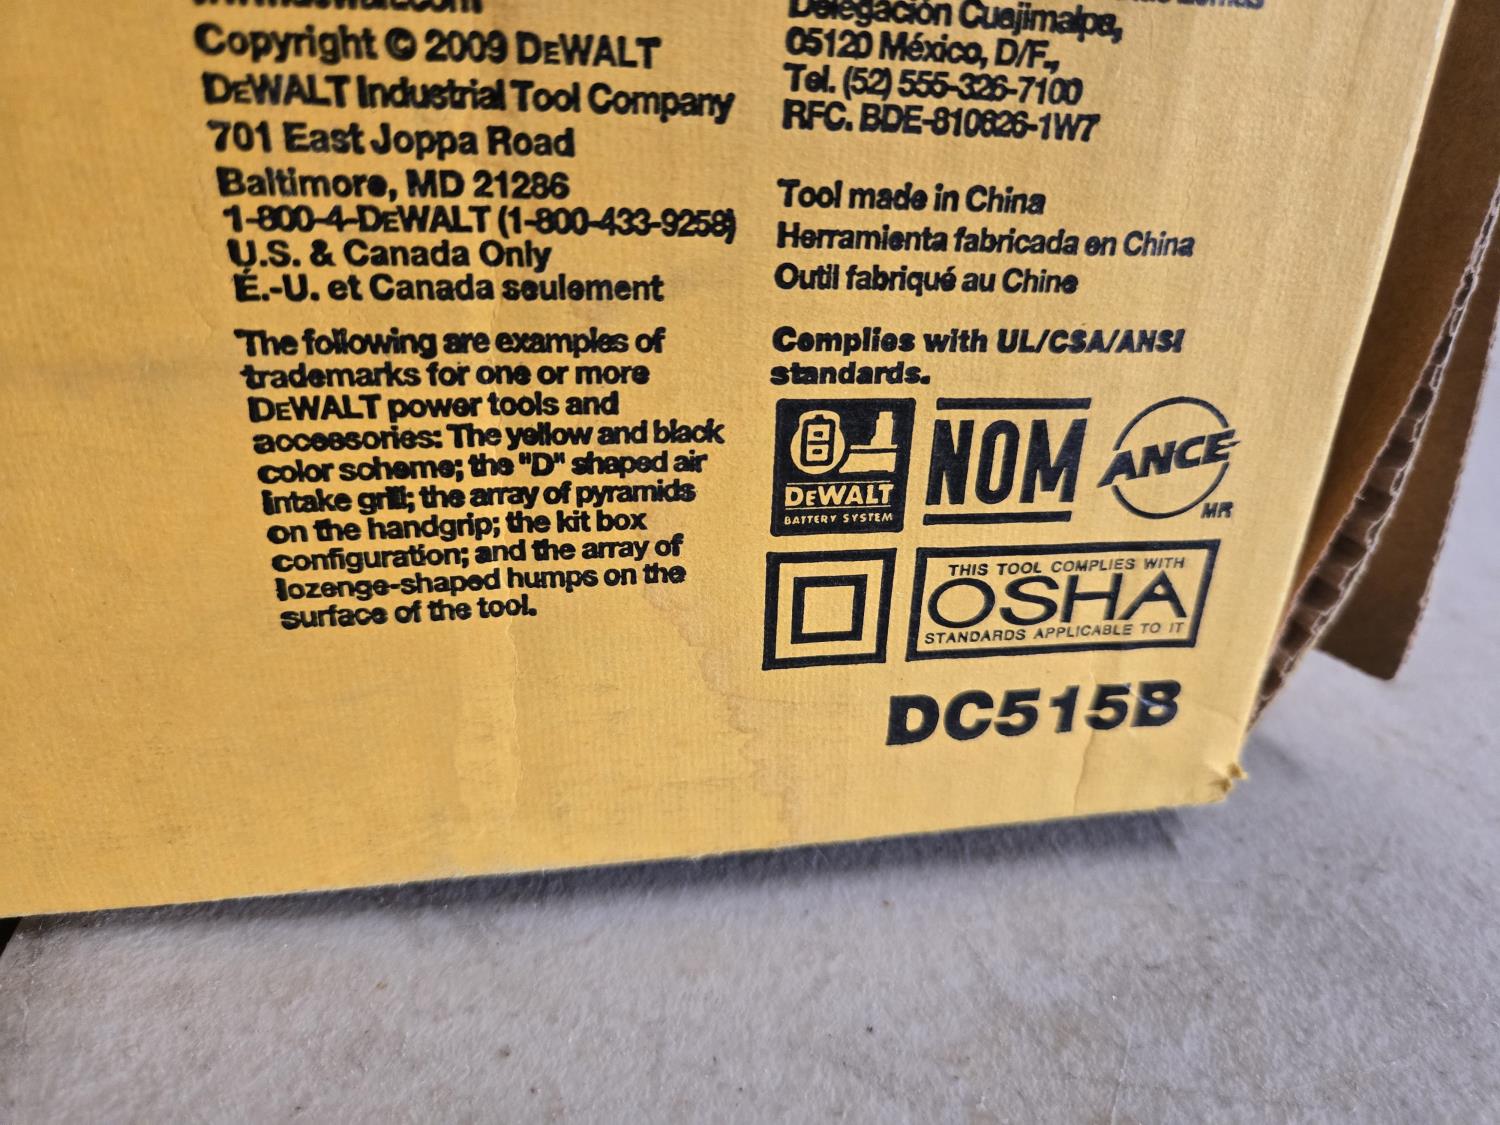 Copyright © 2009 DEWALT
DEWALT Industrial Tool Company
701 East Joppa Road
Baltimore, MD 21286
1-800-4-DEWALT (1-800-433-9258)
U.S. & Canada Only
É.-U. et Canada seulement
The following are examples of
trademarks for one or more
DEWALT power tools and
accessories: The yellow and black
color scheme; the "D" shaped air
intake grill; the array of pyramids
on the handgrip; the kit box
configuration; and the array of
lozenge-shaped humps on the
surface of the tool.
Delegación Cuajimalpa,
05120 México, D/F.,
Tel. (52) 555-326-7100
RFC. BDE-810626-1W7
Tool made in China
Herramienta fabricada en China
Outil fabriqué au Chine
Complies with UL/CSA/ANSI
standards.
DEWALT
BATTERY SYSTEM
NOM
ANCE
MR
THIS TOOL COMPLIES WITH
OSHA
STANDARDS APPLICABLE TO IT
DC515B